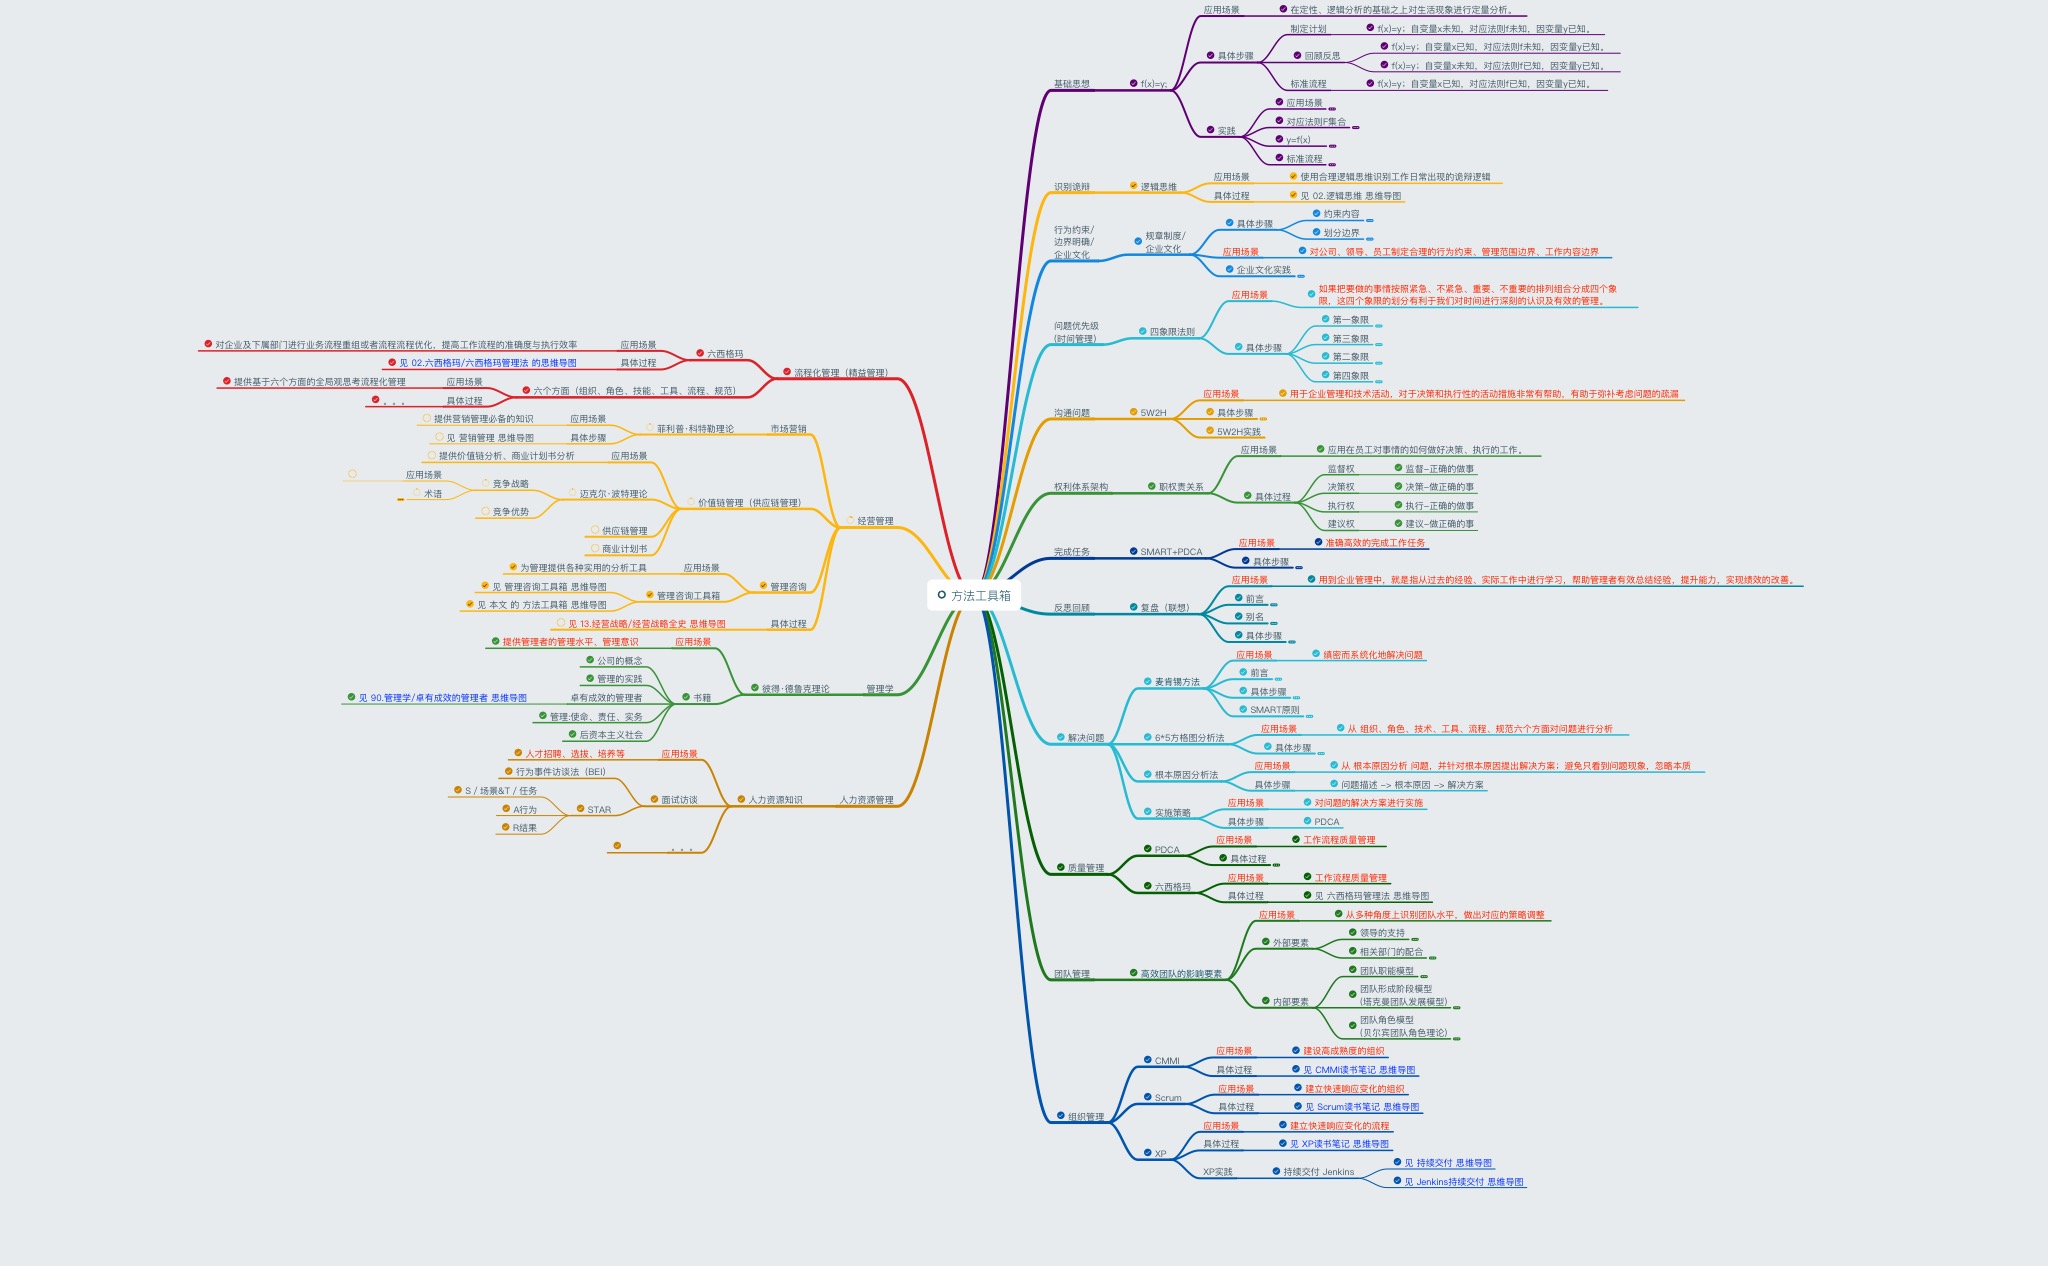 方法工具箱
基础思想
f(x)=y;
应用场景
在定性、逻辑分析的基础之上对生活现象进行定量分析。
具体步骤
制定计划
f(x)=y；自变量x未知，对应法则f未知，因变量y已知。
回顾反思
f(x)=y；自变量x已知，对应法则f未知，因变量y已知。
f(x)=y；自变量x未知，对应法则f已知，因变量y已知。
标准流程
f(x)=y；自变量x已知，对应法则f已知，因变量y已知。
实践
应用场景
对应法则F集合
y=f(x)
标准流程
识别诡辩
逻辑思维
应用场景
使用合理逻辑思维识别工作日常出现的诡辩逻辑
具体过程
见 02.逻辑思维 思维导图
行为约束/
边界明确/
企业文化
规章制度/
企业文化
具体步骤
约束内容
划分边界
应用场景
对公司、领导、员工制定合理的行为约束、管理范围边界、工作内容边界
企业文化实践
问题优先级
(时间管理)
四象限法则
应用场景
如果把要做的事情按照紧急、不紧急、重要、不重要的排列组合分成四个象
限，这四个象限的划分有利于我们对时间进行深刻的认识及有效的管理。
具体步骤
第一象限
第三象限
第二象限
第四象限
沟通问题
5W2H
应用场景
用于企业管理和技术活动，对于决策和执行性的活动措施非常有帮助，有助于弥补考虑问题的疏漏
具体步骤
5W2H实践
权利体系架构
职权责关系
应用场景
应用在员工对事情的如何做好决策、执行的工作。
具体过程
监督权
监督–正确的做事
决策权
决策–做正确的事
执行权
执行–正确的做事
建议权
建议–做正确的事
完成任务
SMART+PDCA
应用场景
准确高效的完成工作任务
具体步骤
反思回顾
复盘（联想）
应用场景
用到企业管理中，就是指从过去的经验、实际工作中进行学习，帮助管理者有效总结经验，提升能力，实现绩效的改善。
前言
别名
具体步骤
解决问题
麦肯锡方法
应用场景
缜密而系统化地解决问题
前言
具体步骤
SMART原则
6*5方格图分析法
应用场景
从 组织、角色、技术、工具、流程、规范六个方面对问题进行分析
具体步骤
根本原因分析法
应用场景
从 根本原因分析 问题，并针对根本原因提出解决方案；避免只看到问题现象，忽略本质
具体步骤
问题描述 –> 根本原因 –> 解决方案
实施策略
应用场景
对问题的解决方案进行实施
具体步骤
PDCA
质量管理
PDCA
应用场景
工作流程质量管理
具体过程
六西格玛
应用场景
工作流程质量管理
具体过程
见 六西格玛管理法 思维导图
团队管理
高效团队的影响要素
应用场景
从多种角度上识别团队水平，做出对应的策略调整
外部要素
领导的支持
相关部门的配合
内部要素
团队职能模型
团队形成阶段模型
(塔克曼团队发展模型)
团队角色模型
(贝尔宾团队角色理论)
组织管理
CMMI
应用场景
建设高成熟度的组织
具体过程
见 CMMI读书笔记 思维导图
Scrum
应用场景
建立快速响应变化的组织
具体过程
见 Scrum读书笔记 思维导图
XP
应用场景
建立快速响应变化的流程
具体过程
见 XP读书笔记 思维导图
XP实践
持续交付 Jenkins
见 持续交付 思维导图
见 Jenkins持续交付 思维导图
流程化管理（精益管理）
六西格玛
应用场景
对企业及下属部门进行业务流程重组或者流程流程优化，提高工作流程的准确度与执行效率
具体过程
见 02.六西格玛/六西格玛管理法 的思维导图
六个方面（组织、角色、技能、工具、流程、规范）
应用场景
提供基于六个方面的全局观思考流程化管理
具体过程
。。。
经营管理
市场营销
菲利普·科特勒理论
应用场景
提供营销管理必备的知识
具体步骤
见 营销管理 思维导图
价值链管理（供应链管理）
应用场景
提供价值链分析、商业计划书分析
迈克尔·波特理论
竞争战略
应用场景
术语
竞争优势
供应链管理
商业计划书
管理咨询
应用场景
为管理提供各种实用的分析工具
管理咨询工具箱
见 管理咨询工具箱 思维导图
见 本文 的 方法工具箱 思维导图
具体过程
见 13.经营战略/经营战略全史 思维导图
管理学
彼得·德鲁克理论
应用场景
提供管理者的管理水平、管理意识
书籍
公司的概念
管理的实践
卓有成效的管理者
见 90.管理学/卓有成效的管理者 思维导图
管理:使命、责任、实务
后资本主义社会
人力资源管理
人力资源知识
应用场景
人才招聘、选拔、培养等
面试访谈
行为事件访谈法（BEI）
STAR
S / 场景&T / 任务
A行为
R结果
。。。